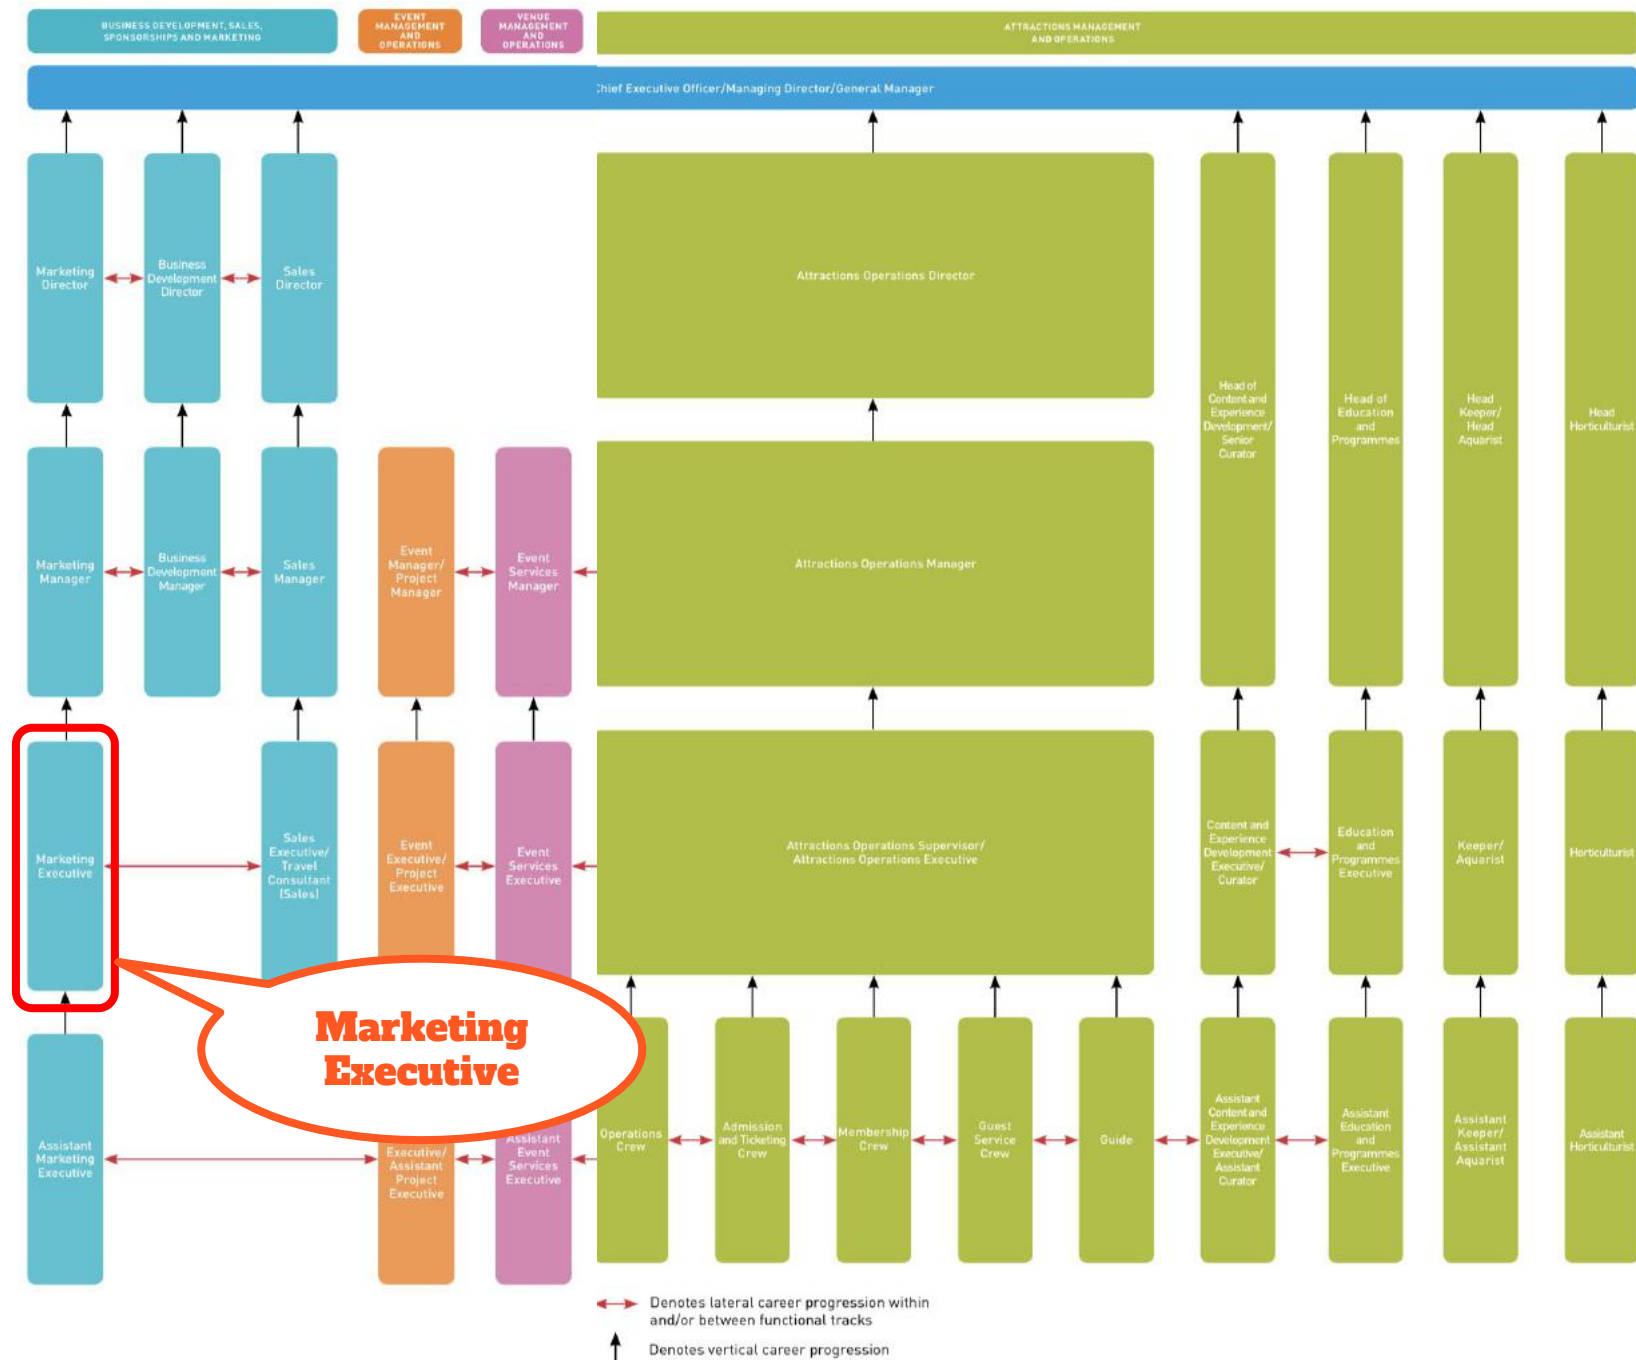 BUSINESS DEVELOPMENT, SALES,
SPONSORSHIPS AND MARKETING
EVENT
MANAGEMENT
AND
OPERATIONS
VENUE
MANAGEMENT
AND
OPERATIONS
ATTRACTIONS MANAGEMENT
AND OPERATIONS
Chief Executive Officer/Managing Director/General Manager
Marketing
Director
Business
Development
Director
Sales
Director
Attractions Operations Director
Head of
Content and
Experience
Development/
Senior
Curator
Head of
Education
and
Programmes
Head
Keeper/
Head
Aquarist
Head
Horticulturist
Marketing
Manager
Business
Development
Manager
Sales
Manager
Event
Manager/
Project
Manager
Event
Services
Manager
Attractions Operations Manager
Marketing
Executive
Sales
Executive/
Travel
Consultant
(Sales)
Event
Executive/
Project
Executive
Event
Services
Executive
Attractions Operations Supervisor/
Attractions Operations Executive
Content and
Experience
Development
Executive/
Curator
Education
and
Programmes
Executive
Keeper/
Aquarist
Horticulturist
Marketing
Executive
Assistant
Marketing
Executive
Executive/
Assistant
Project
Executive
Assistant
Event
Services
Executive
Operations
Crew
Admission
and Ticketing
Crew
Membership
Crew
Guest
Service
Crew
Guide
Assistant
Content and
Experience
Development
Executive/
Assistant
Curator
Assistant
Education
and
Programmes
Executive
Assistant
Keeper/
Assistant
Aquarist
Assistant
Horticulturist
Denotes lateral career progression within
and/or between functional tracks
Denotes vertical career progression